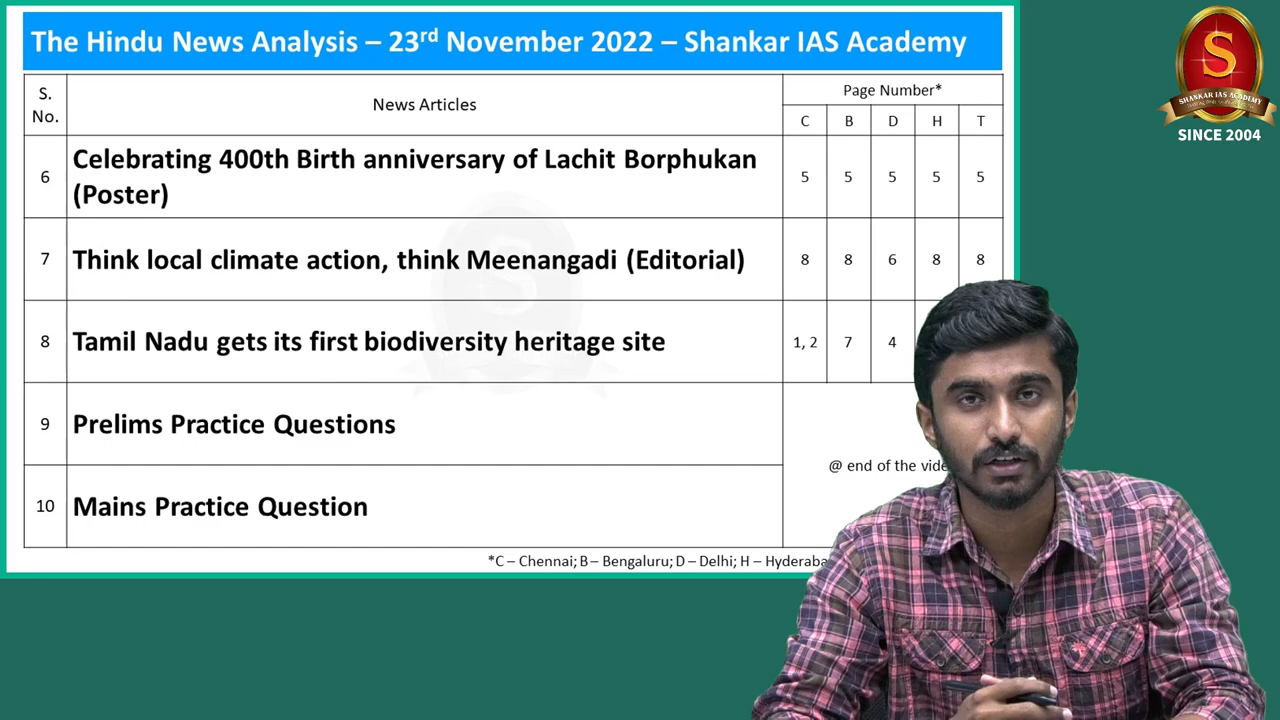 The Hindu News Analysis – 23rd November 2022 – Shankar IAS Academy
S. No.
News Articles
Page Number*
C B D H T
6 Celebrating 400th Birth anniversary of Lachit Borphukan (Poster) 5 5 5 5 5
7 Think local climate action, think Meenangadi (Editorial) 8 8 6 8 8
8 Tamil Nadu gets its first biodiversity heritage site 1, 2 7 4
9 Prelims Practice Questions
@ end of the vide
10 Mains Practice Question
*C – Chennai; B – Bengaluru; D – Delhi; H – Hyderaba
S
SHANKAR IAS ACADEMY
SINCE 2004